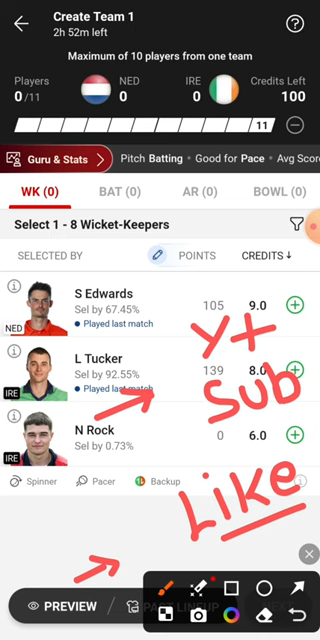 Create Team 1
2h 52m left
Maximum of 10 players from one team
Players
0/11
NED
0
IRE
0
Credits Left
100
11
Guru & Stats
Pitch Batting • Good for Pace • Avg Score
WK (0) BAT (0) AR (0) BOWL (0)
Select 1 - 8 Wicket-Keepers
SELECTED BY POINTS CREDITS↓
S Edwards
Sel by 67.45%
Played last match
105 9.0
NED
L Tucker
Sel by 92.55%
Played last match
139 8.0
IRE
N Rock
Sel by 0.73%
0 6.0
IRE
Spinner Pacer Backup
Yt
Sub
Like
PREVIEW / LINEUP